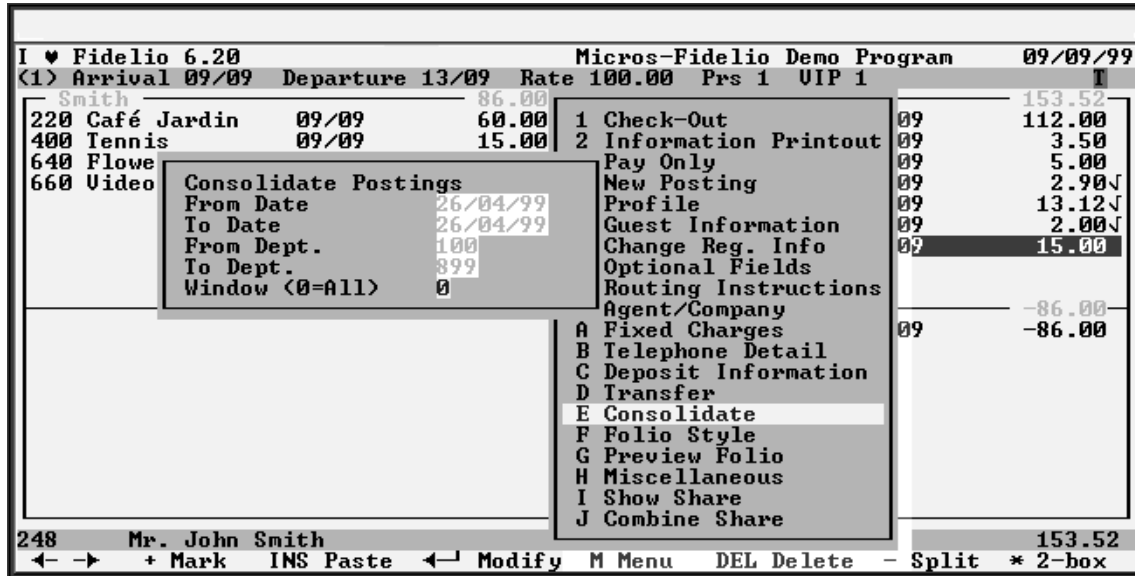 I ♥ Fidelio 6.20 Micros-Fidelio Demo Program 09/09/99
(1) Arrival 09/09 Departure 13/09 Rate 100.00 Prs 1 VIP 1 T
Smith 86.00 153.52
220 Café Jardin 09/09 60.00 1 Check-Out 09 112.00
400 Tennis 09/09 15.00 2 Information Printout 09 3.50
640 Flowe Pay Only 09 5.00
660 Video Consolidate Postings New Posting 09 2.90√
From Date 26/04/99 Profile 09 13.12√
To Date 26/04/99 Guest Information 09 2.00√
From Dept. 100 Change Reg. Info 09 15.00
To Dept. 899 Optional Fields
Window (0=All) 0 Routing Instructions
Agent/Company -86.00
A Fixed Charges 09 -86.00
B Telephone Detail
C Deposit Information
D Transfer
E Consolidate
F Folio Style
G Preview Folio
H Miscellaneous
I Show Share
J Combine Share
248 Mr. John Smith 153.52
◄- -► + Mark INS Paste ◄┘ Modify M Menu DEL Delete - Split * 2-box